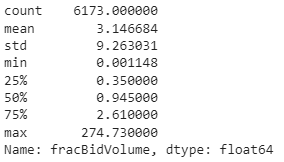 count    6173.000000
mean        3.146684
std         9.263031
min         0.001148
25%         0.350000
50%         0.945000
75%         2.610000
max       274.730000
Name: fracBidVolume, dtype: float64